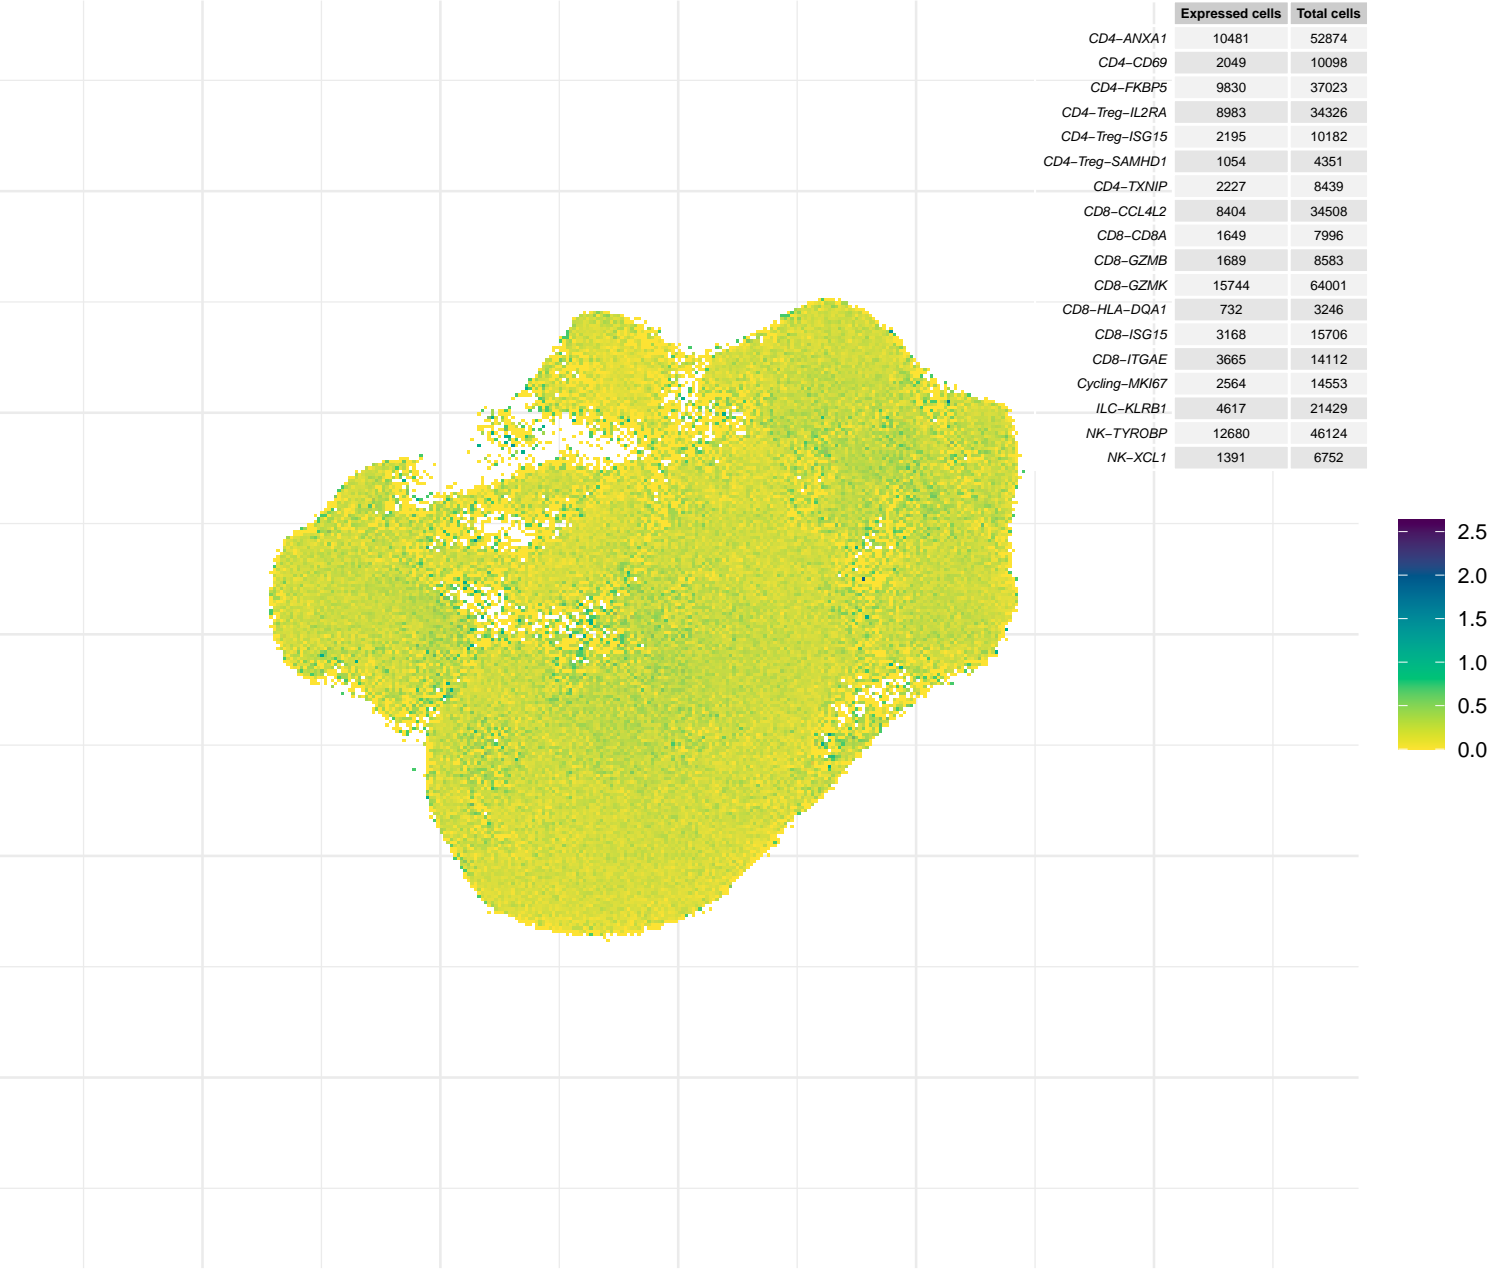 Expressed cells Total cells
CD4−ANXA1 10481 52874
CD4−CD69 2049 10098
CD4−FKBP5 9830 37023
CD4−Treg−IL2RA 8983 34326
CD4−Treg−ISG15 2195 10182
CD4−Treg−SAMHD1 1054 4351
CD4−TXNIP 2227 8439
CD8−CCL4L2 8404 34508
CD8−CD8A 1649 7996
CD8−GZMB 1689 8583
CD8−GZMK 15744 64001
CD8−HLA−DQA1 732 3246
CD8−ISG15 3168 15706
CD8−ITGAE 3665 14112
Cycling−MKI67 2564 14553
ILC−KLRB1 4617 21429
NK−TYROBP 12680 46124
NK−XCL1 1391 6752
2.5
2.0
1.5
1.0
0.5
0.0